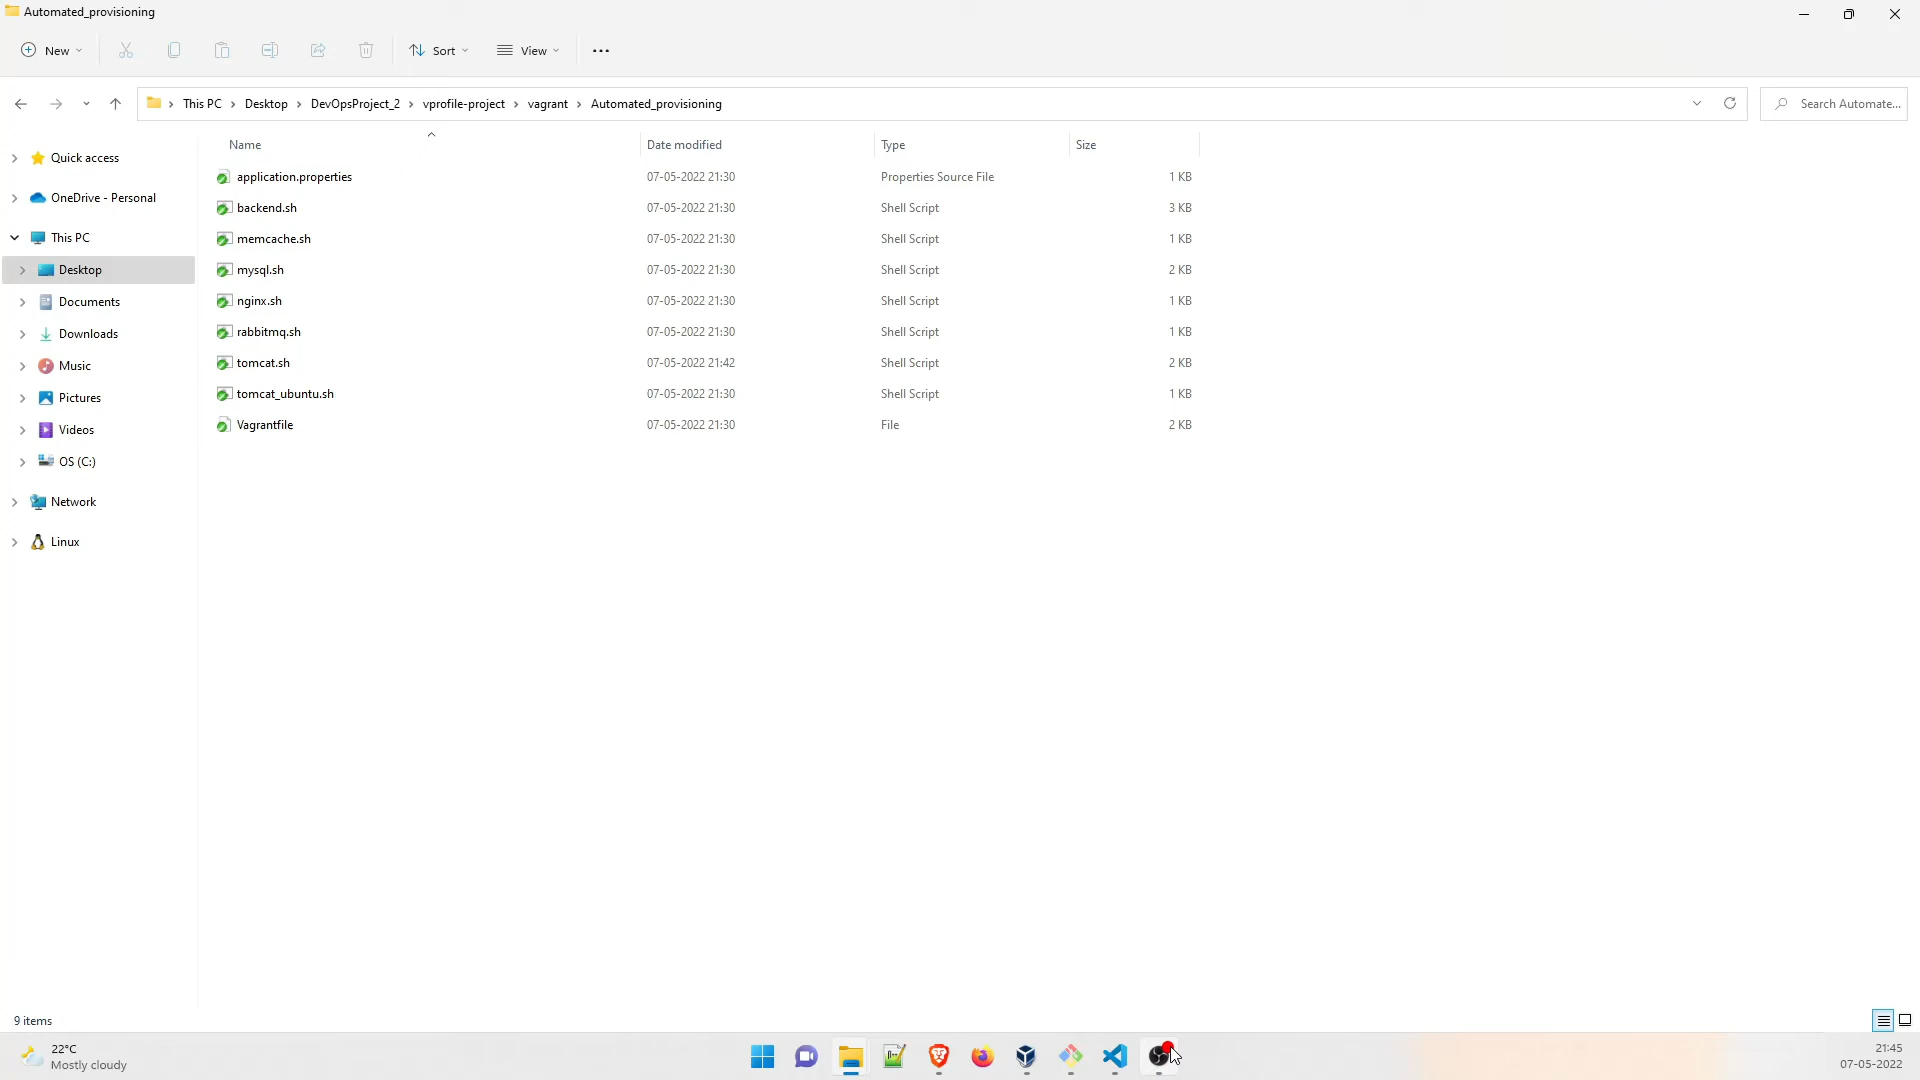 Automated_provisioning
New
Sort
View
This PC
Desktop
DevOpsProject_2
vprofile-project
vagrant
Automated_provisioning
Search Automate...
Quick access
OneDrive - Personal
This PC
Desktop
Documents
Downloads
Music
Pictures
Videos
OS (C:)
Network
Linux
Name Date modified Type Size
application.properties 07-05-2022 21:30 Properties Source File 1 KB
backend.sh 07-05-2022 21:30 Shell Script 3 KB
memcache.sh 07-05-2022 21:30 Shell Script 1 KB
mysql.sh 07-05-2022 21:30 Shell Script 2 KB
nginx.sh 07-05-2022 21:30 Shell Script 1 KB
rabbitmq.sh 07-05-2022 21:30 Shell Script 1 KB
tomcat.sh 07-05-2022 21:42 Shell Script 2 KB
tomcat_ubuntu.sh 07-05-2022 21:30 Shell Script 1 KB
Vagrantfile 07-05-2022 21:30 File 2 KB
9 items
22°C
Mostly cloudy
21:45
07-05-2022